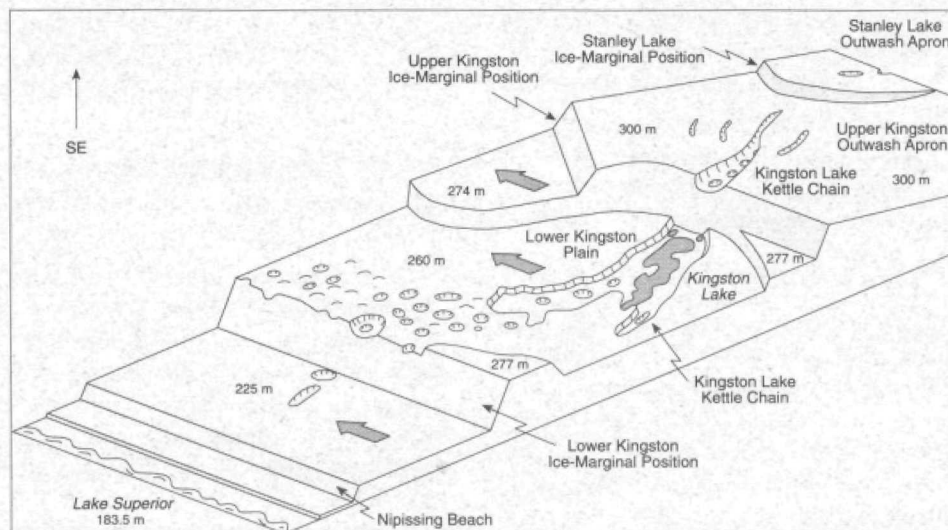 Stanley Lake
Outwash Apron
Stanley Lake
Ice-Marginal Position
Upper Kingston
Ice-Marginal Position
SE
300 m
Upper Kingston
Outwash Apron
Kingston Lake
Kettle Chain
300 m
274 m
Lower Kingston
Plain
260 m
277 m
Kingston
Lake
277 m
Kingston Lake
Kettle Chain
225 m
Lower Kingston
Ice-Marginal Position
Lake Superior
183.5 m
Nipissing Beach